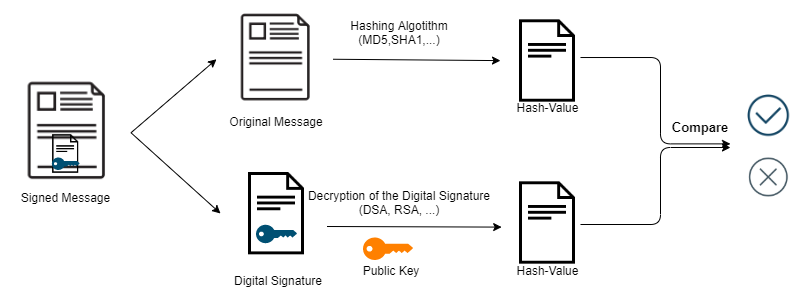 Hashing Algotithm
(MD5,SHA1,...)
Original Message
Hash-Value
Compare
Signed Message
Decryption of the Digital Signature
(DSA, RSA, ...)
Public Key
Digital Signature
Hash-Value